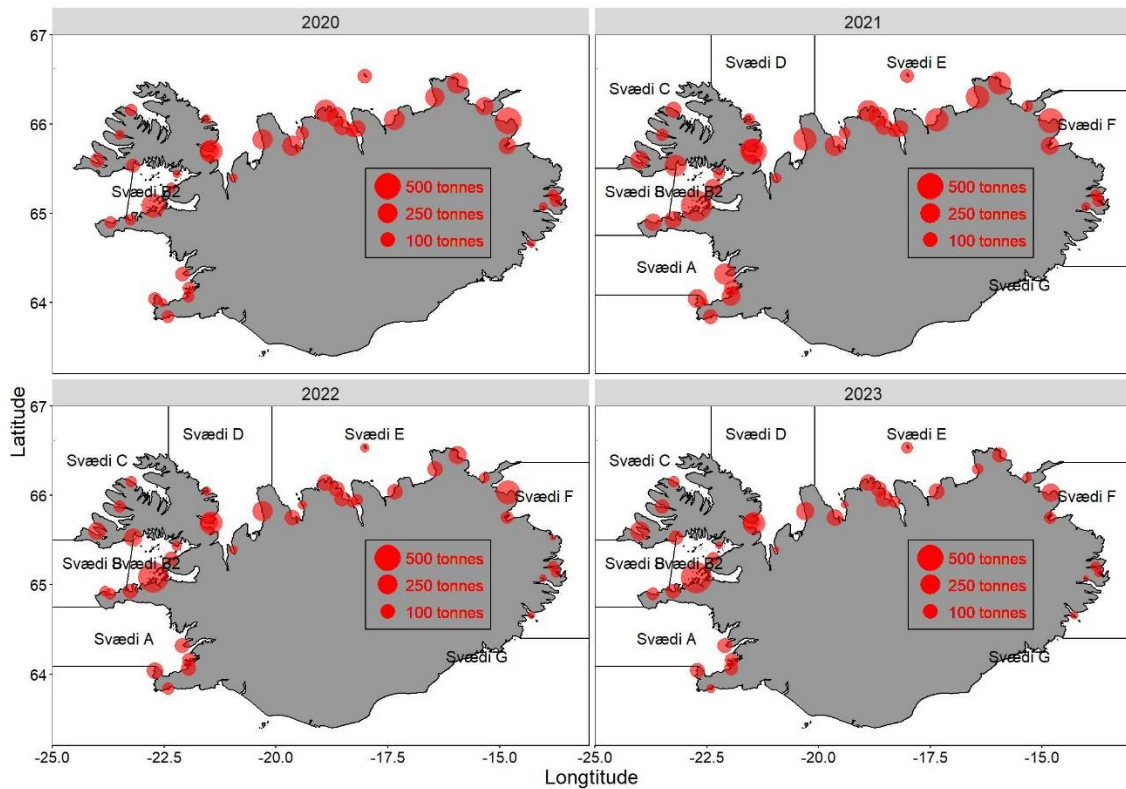 2020
2021
67
66
65
64
Svædi B2
500 tonnes
250 tonnes
100 tonnes
Svædi D
Svædi E
Svædi C
Svædi F
Svædi B
Svædi B2
500 tonnes
250 tonnes
100 tonnes
Svædi A
Svædi G
Latitude
2022
2023
67
66
65
64
Svædi D
Svædi E
Svædi C
Svædi F
Svædi B
Svædi B2
500 tonnes
250 tonnes
100 tonnes
Svædi A
Svædi G
Svædi D
Svædi E
Svædi C
Svædi F
Svædi B
Svædi B2
500 tonnes
250 tonnes
100 tonnes
Svædi A
Svædi G
-25.0 -22.5 -20.0 -17.5 -15.0
-25.0 -22.5 -20.0 -17.5 -15.0
Longtitude